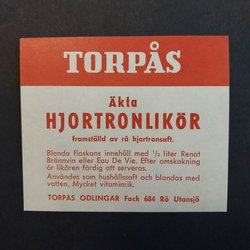 TORPÅS
Äkta
HJORTRONLIKÖR
framställd av rå hjortronsaft.
Blanda flaskans innehåll med ½ liter Renat
Brännvin eller Eau De Vie. Efter omskakning
är likören färdig att serveras.
Användes som hushållssoft och blandas med
vatten. Mycket vitaminrik.
TORPÅS ODLINGAR Fack 684 Rö Utansjö